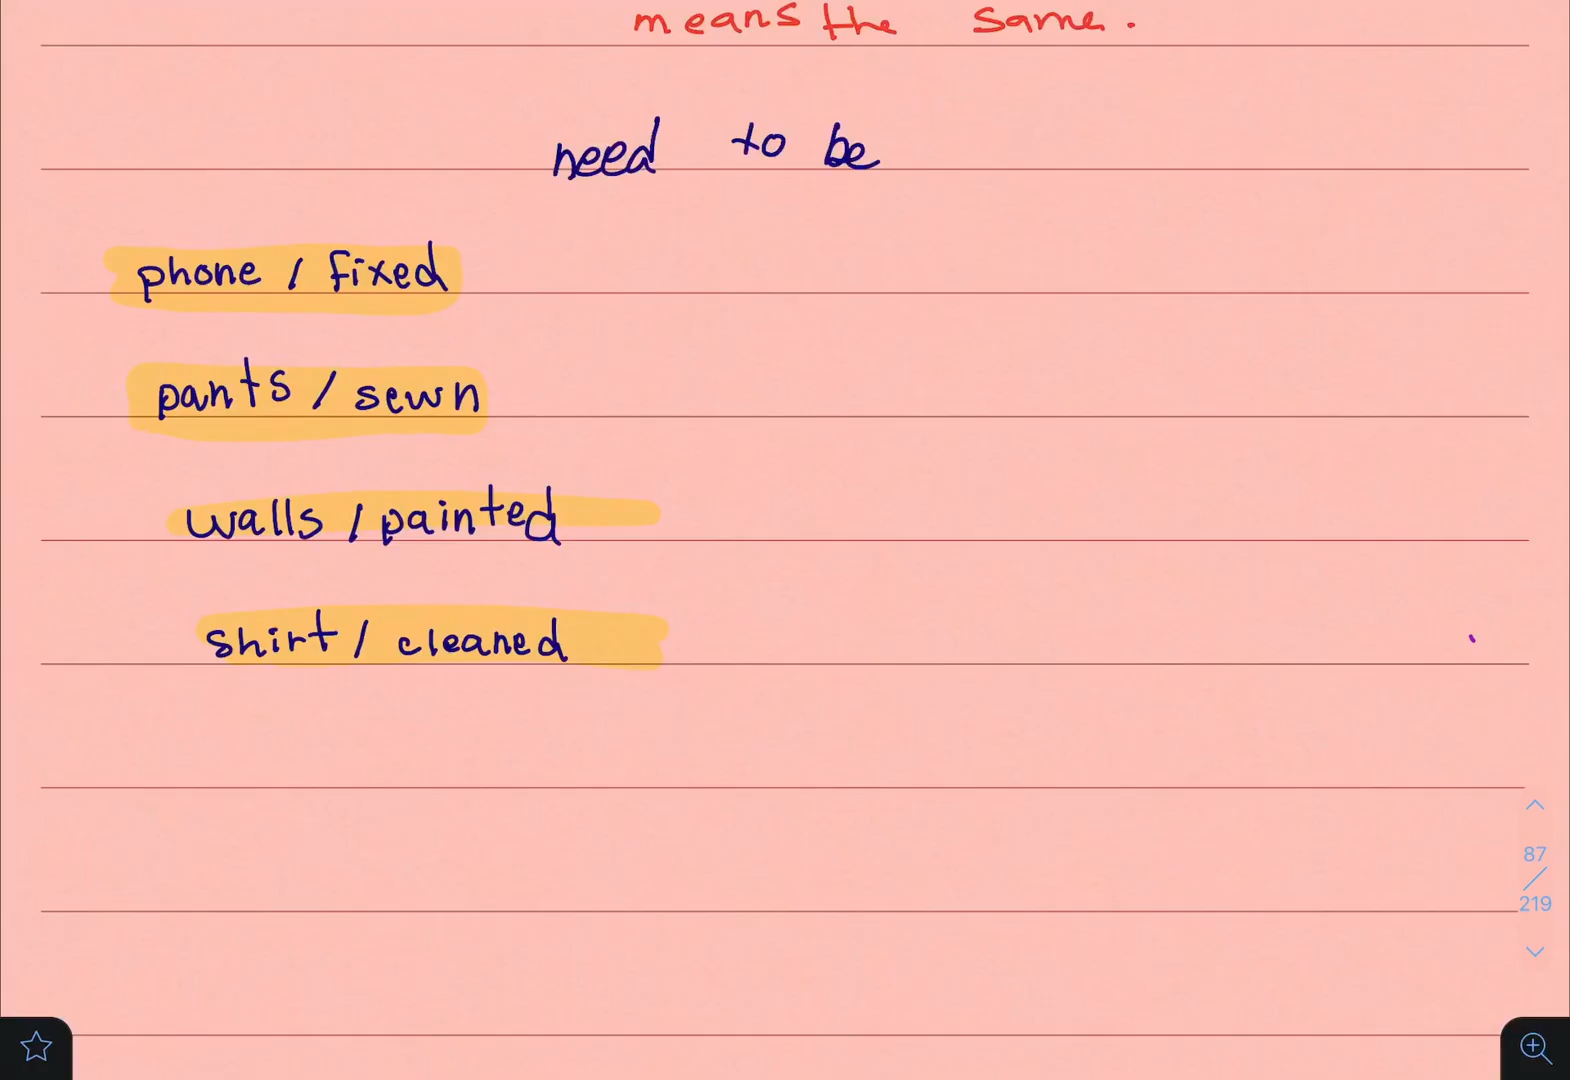 means the same.
need to be
phone / fixed
pants / sewn
walls / painted
shirt / cleaned
87
/
219